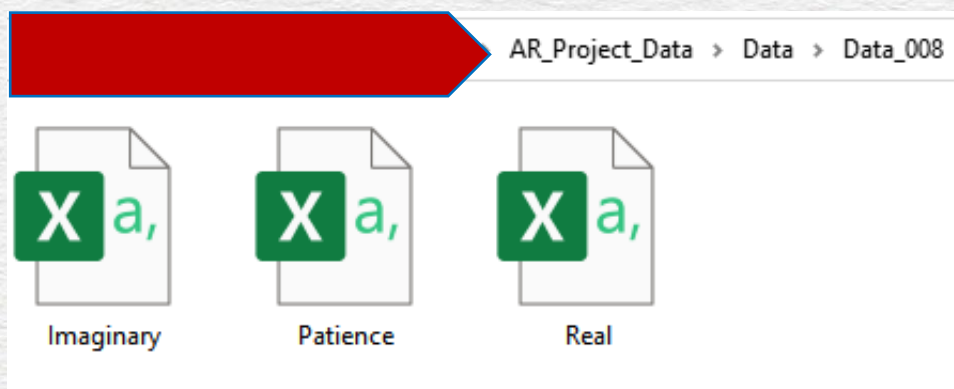 AR_Project_Data > Data > Data_008
X a, X a, X a,
Imaginary Patience Real